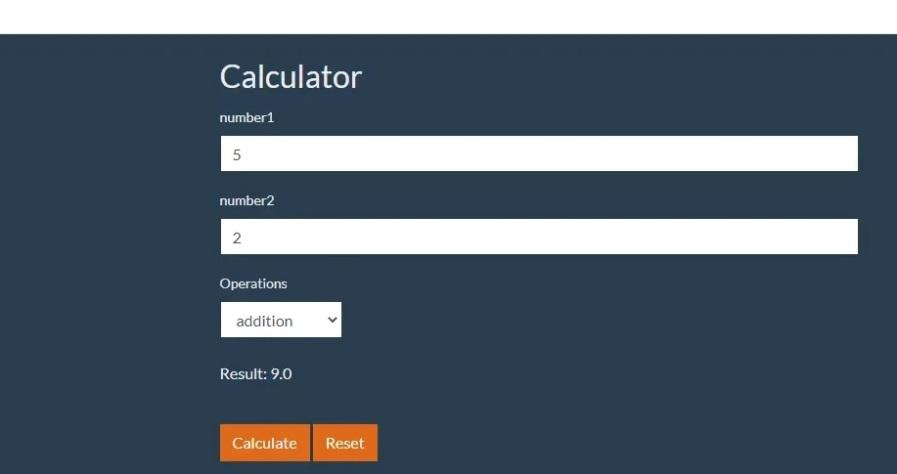 Calculator
number1
5
number2
2
Operations
addition
Result: 9.0
Calculate Reset